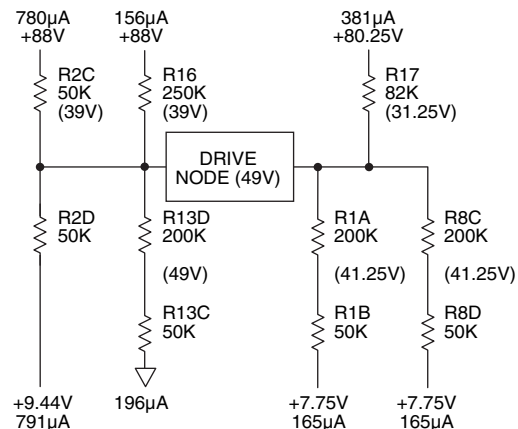 780µA
+88V
156µA
+88V
381µA
+80.25V
R2C
50K
(39V)
R16
250K
(39V)
R17
82K
(31.25V)
DRIVE
NODE (49V)
R2D
50K
R13D
200K
(49V)
R13C
50K
R1A
200K
(41.25V)
R1B
50K
R8C
200K
(41.25V)
R8D
50K
+9.44V
791µA
196µA
+7.75V
165µA
+7.75V
165µA